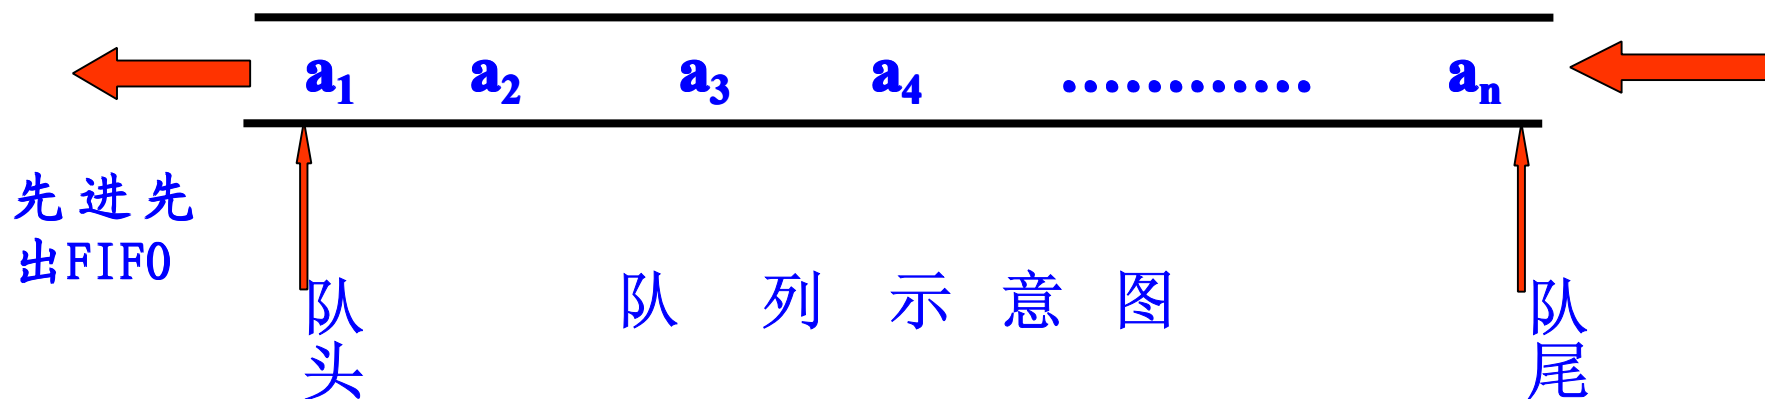 a1 a2 a3 a4 ............ an
先进先
出FIFO
队 列 示 意 图
队
头
队
尾